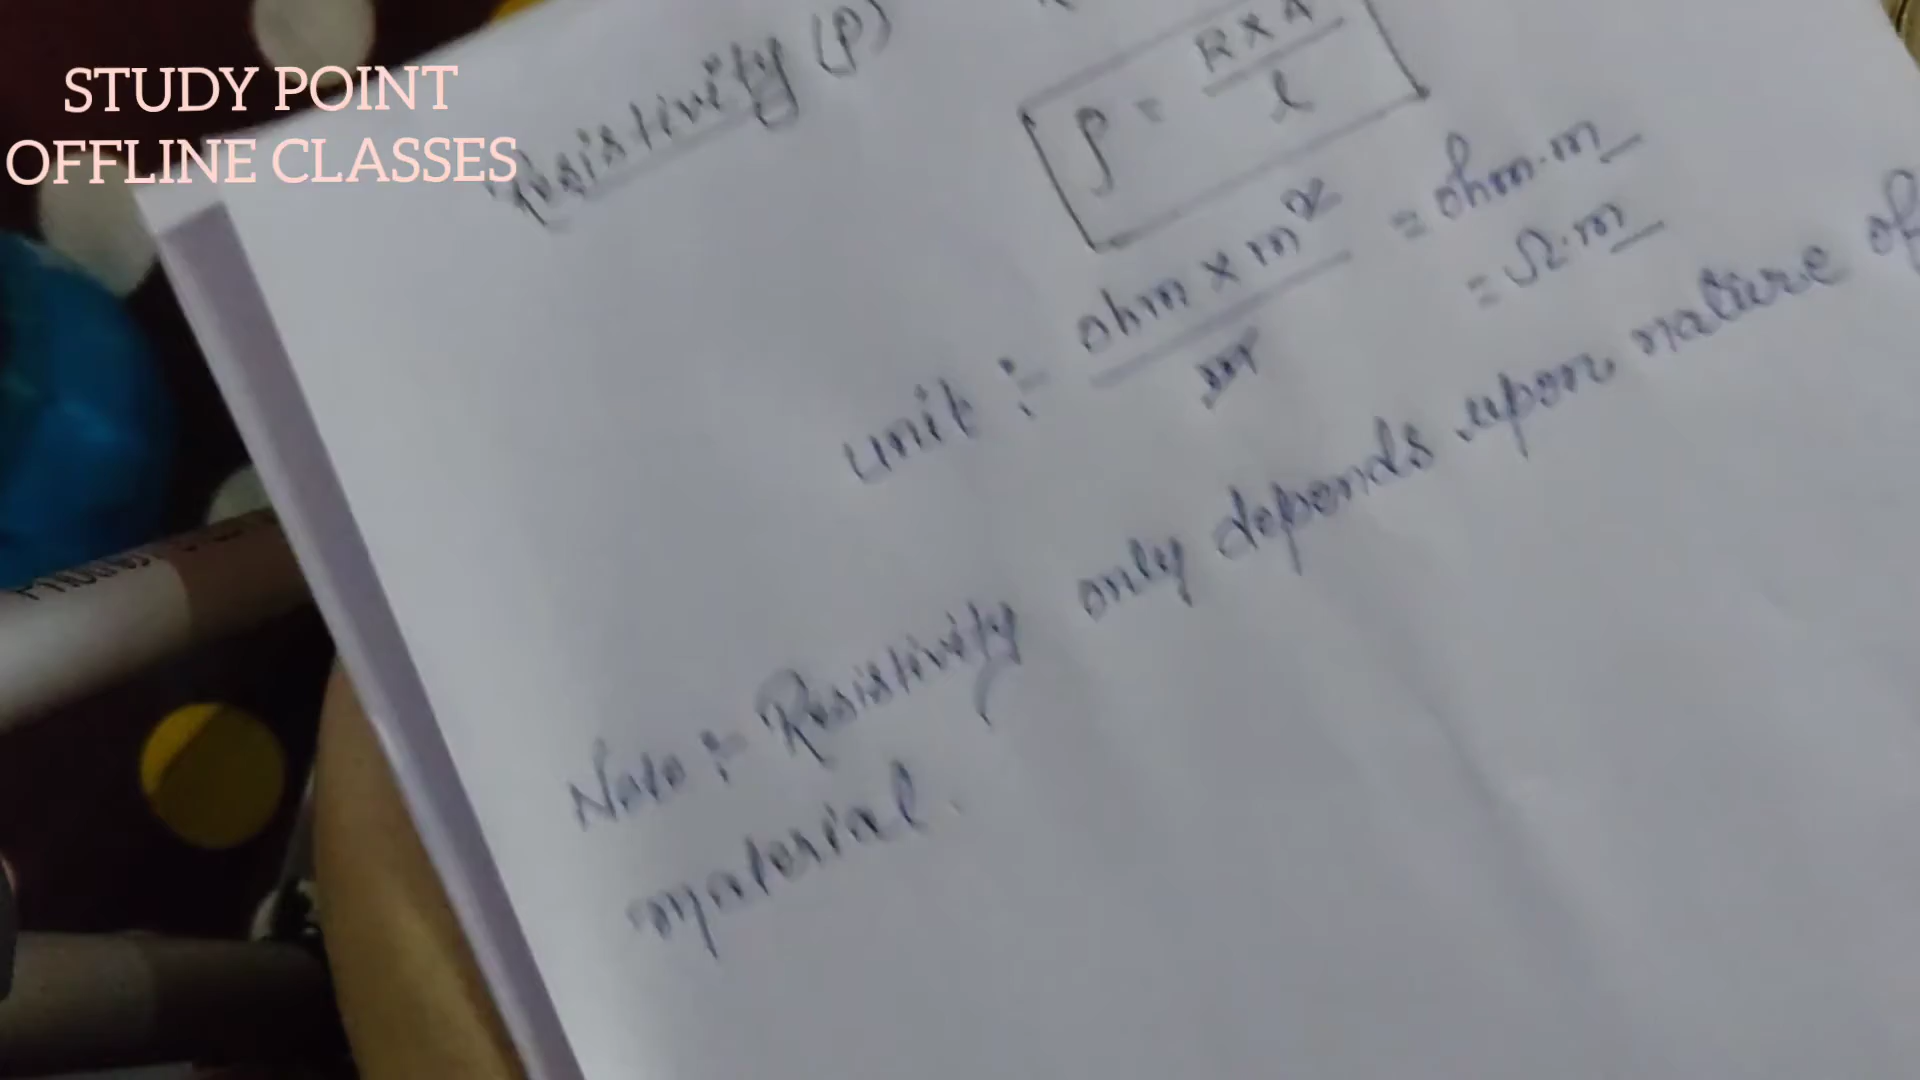 STUDY POINT
OFFLINE CLASSES
Resistivity (ρ)
ρ = R × A / l
unit :- ohm × m² / m = ohm.m
= Ω.m
Note :- Resistivity only depends upon nature of
material.